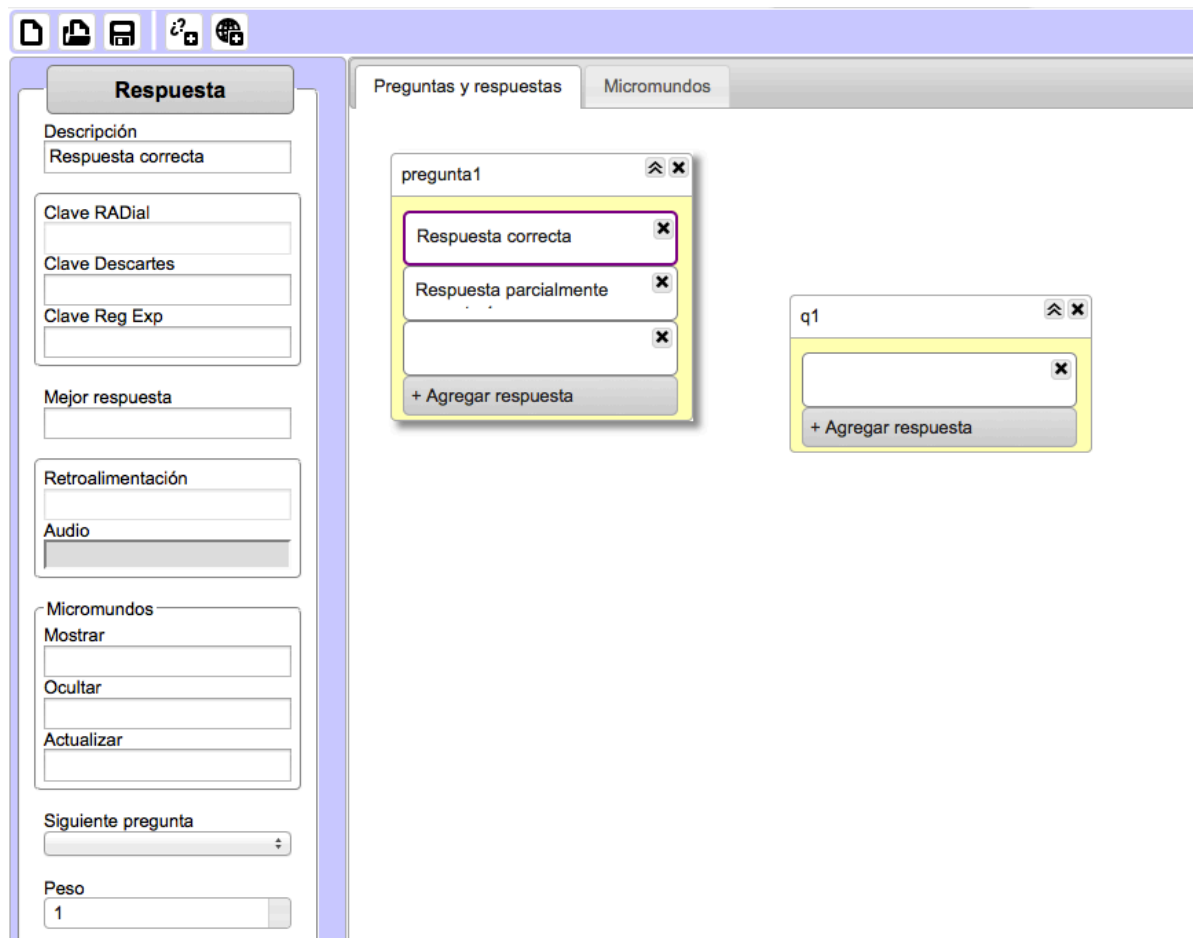 ¿?
Respuesta
Descripción
Respuesta correcta
Clave RADial
Clave Descartes
Clave Reg Exp
Mejor respuesta
Retroalimentación
Audio
Micromundos
Mostrar
Ocultar
Actualizar
Siguiente pregunta
Peso
1
Preguntas y respuestas
Micromundos
pregunta1
Respuesta correcta
Respuesta parcialmente
+ Agregar respuesta
q1
+ Agregar respuesta